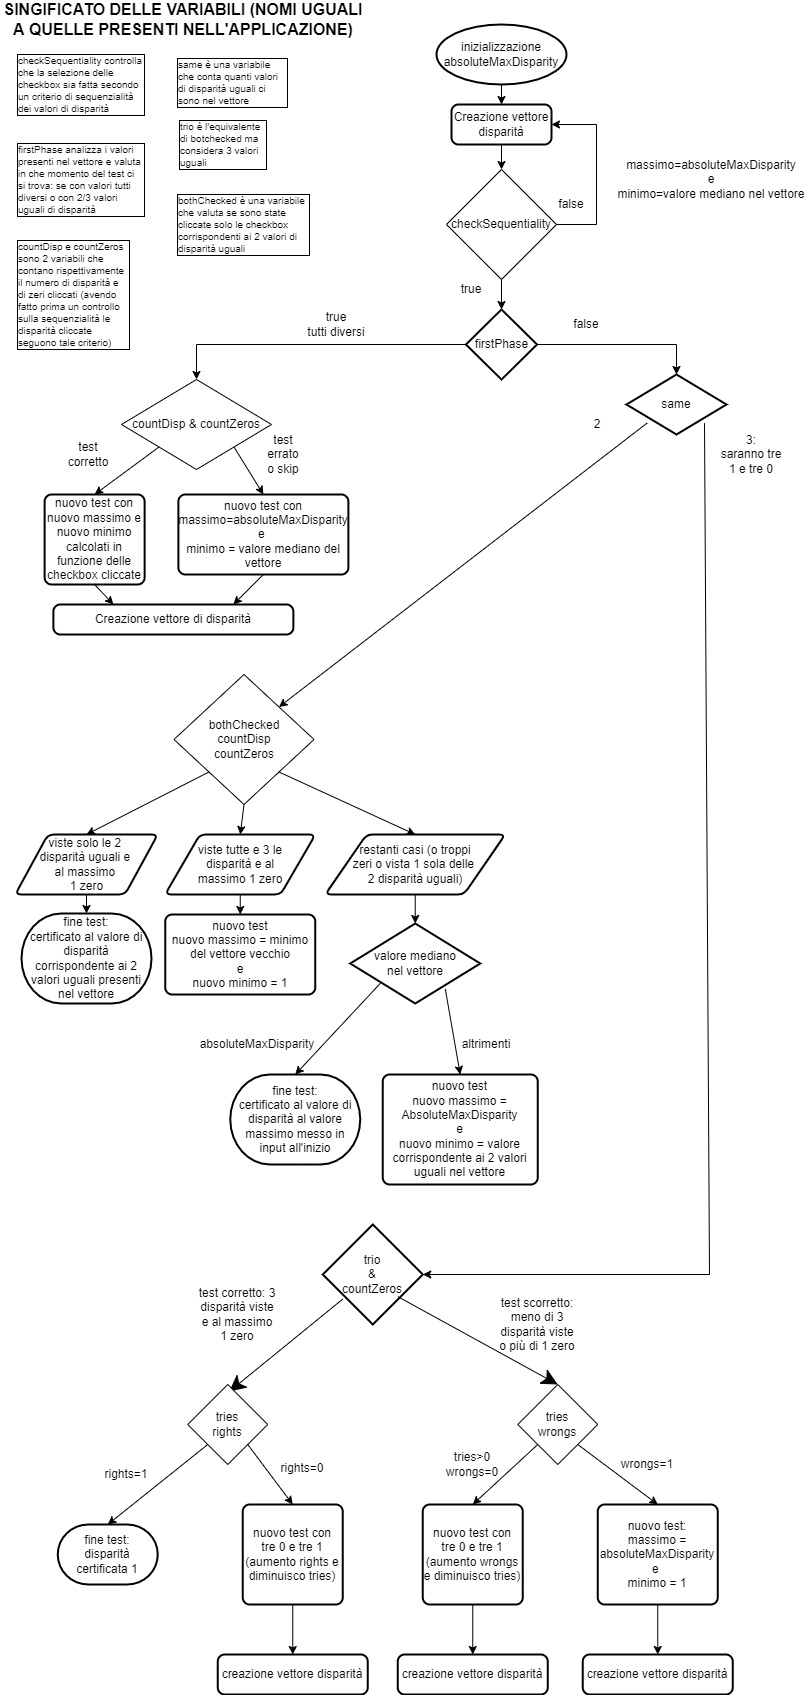 SINGIFICATO DELLE VARIABILI (NOMI UGUALI
A QUELLE PRESENTI NELL'APPLICAZIONE)
checkSequentiality controlla
che la selezione delle
checkbox sia fatta secondo
un criterio di sequenzialità
dei valori di disparità
same è una variabile
che conta quanti valori
di disparità uguali ci
sono nel vettore
trio è l'equivalente
di botchecked ma
considera 3 valori
uguali
firstPhase analizza i valori
presenti nel vettore e valuta
in che momento del test ci
si trova: se con valori tutti
diversi o con 2/3 valori
uguali di disparità
bothChecked è una variabile
che valuta se sono state
cliccate solo le checkbox
corrispondenti ai 2 valori di
disparità uguali
countDisp e countZeros
sono 2 variabili che
contano rispettivamente
il numero di disparità e
di zeri cliccati (avendo
fatto prima un controllo
sulla sequenzialità le
disparità cliccate
seguono tale criterio)
inizializzazione
absoluteMaxDisparity
Creazione vettore
disparità
massimo=absoluteMaxDisparity
e
minimo=valore mediano nel vettore
checkSequentiality
false
true
firstPhase
true
tutti diversi
false
countDisp & countZeros
same
test
corretto
test
errato
o skip
2
3:
saranno tre
1 e tre 0
nuovo test con
nuovo massimo e
nuovo minimo
calcolati in
funzione delle
checkbox cliccate
nuovo test con
massimo=absoluteMaxDisparity
e
minimo = valore mediano del
vettore
Creazione vettore di disparità
bothChecked
countDisp
countZeros
viste solo le 2
disparità uguali e
al massimo
1 zero
viste tutte e 3 le
disparità e al
massimo 1 zero
restanti casi (o troppi
zeri o vista 1 sola delle
2 disparità uguali)
fine test:
certificato al valore di
disparità
corrispondente ai 2
valori uguali presenti
nel vettore
nuovo test
nuovo massimo = minimo
del vettore vecchio
e
nuovo minimo = 1
valore mediano
nel vettore
absoluteMaxDisparity
altrimenti
fine test:
certificato al valore di
disparità al valore
massimo messo in
input all'inizio
nuovo test
nuovo massimo =
AbsoluteMaxDisparity
e
nuovo minimo = valore
corrispondente ai 2 valori
uguali nel vettore
trio
&
countZeros
test corretto: 3
disparità viste
e al massimo
1 zero
test scorretto:
meno di 3
disparità viste
o più di 1 zero
tries
rights
tries
wrongs
rights=1
rights=0
tries>0
wrongs=0
wrongs=1
fine test:
disparità
certificata 1
nuovo test con
tre 0 e tre 1
(aumento rights e
diminuisco tries)
nuovo test con
tre 0 e tre 1
(aumento wrongs
e diminuisco tries)
nuovo test:
massimo =
absoluteMaxDisparity
e
minimo = 1
creazione vettore disparità
creazione vettore disparità
creazione vettore disparità